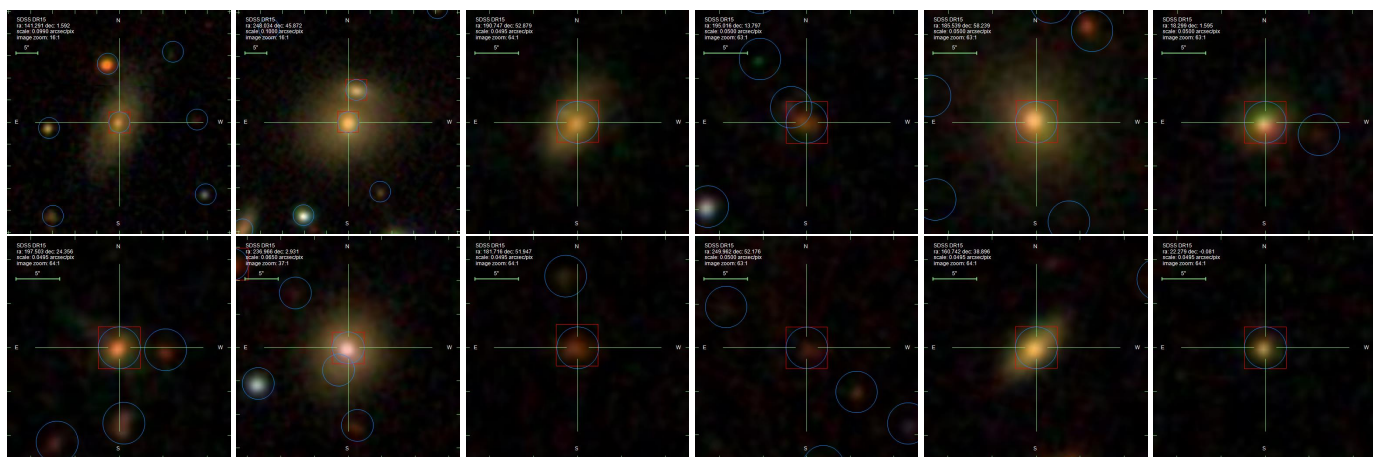 SDSS DR15
ra: 141.291 dec: 1.592
scale: 0.0990 arcsec/pix
image zoom: 16:1
5"
N
E
W
S
SDSS DR15
ra: 248.034 dec: 45.872
scale: 0.1000 arcsec/pix
image zoom: 16:1
5"
N
E
W
S
SDSS DR15
ra: 190.747 dec: 52.879
scale: 0.0495 arcsec/pix
image zoom: 64:1
5"
N
E
W
S
SDSS DR15
ra: 195.016 dec: 13.797
scale: 0.0500 arcsec/pix
image zoom: 63:1
5"
N
E
W
S
SDSS DR15
ra: 185.539 dec: 58.239
scale: 0.0500 arcsec/pix
image zoom: 63:1
5"
N
E
W
S
SDSS DR15
ra: 18.299 dec: 1.595
scale: 0.0500 arcsec/pix
image zoom: 63:1
5"
N
E
W
S
SDSS DR15
ra: 197.502 dec: 24.356
scale: 0.0495 arcsec/pix
image zoom: 64:1
5"
N
E
W
S
SDSS DR15
ra: 236.966 dec: 2.931
scale: 0.0650 arcsec/pix
image zoom: 37:1
5"
N
E
W
S
SDSS DR15
ra: 181.716 dec: 51.947
scale: 0.0495 arcsec/pix
image zoom: 64:1
5"
N
E
W
S
SDSS DR15
ra: 249.962 dec: 52.176
scale: 0.0500 arcsec/pix
image zoom: 63:1
5"
N
E
W
S
SDSS DR15
ra: 160.742 dec: 38.896
scale: 0.0495 arcsec/pix
image zoom: 64:1
5"
N
E
W
S
SDSS DR15
ra: 22.279 dec: -0.081
scale: 0.0495 arcsec/pix
image zoom: 64:1
5"
N
E
W
S